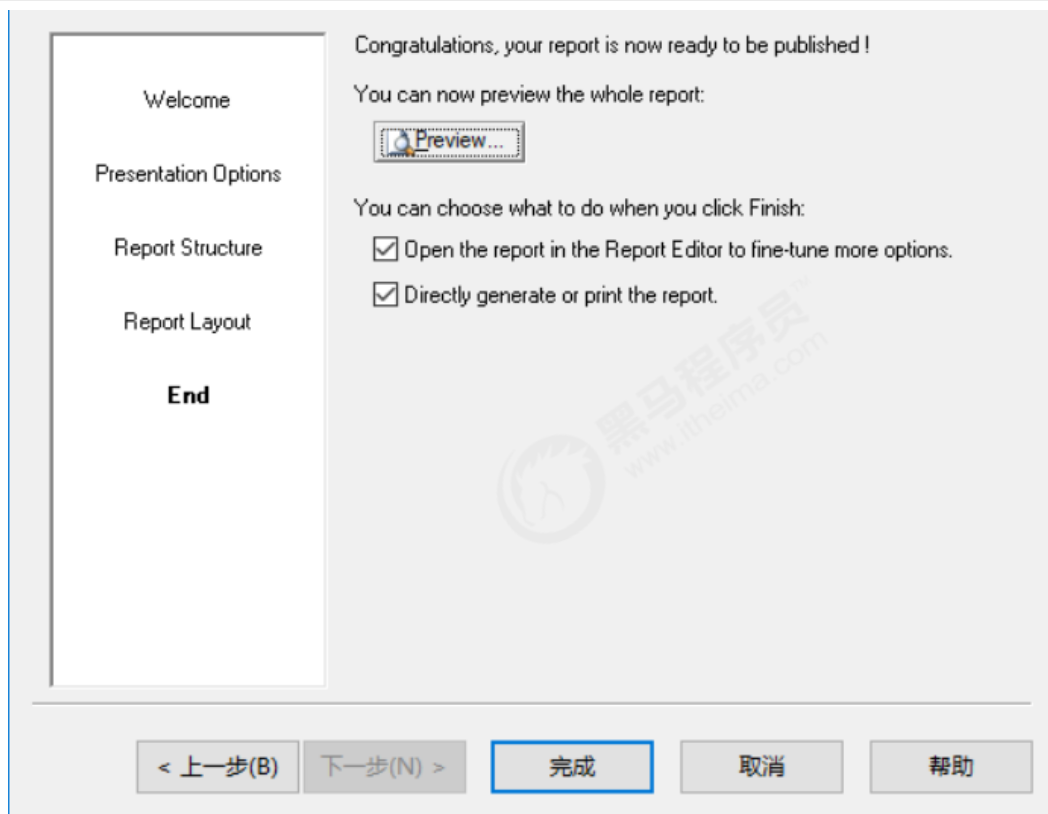 Welcome
Presentation Options
Report Structure
Report Layout
End
Congratulations, your report is now ready to be published !
You can now preview the whole report:
Preview...
You can choose what to do when you click Finish:
Open the report in the Report Editor to fine-tune more options.
Directly generate or print the report.
黑马程序员
www.itheima.com
< 上一步(B)
下一步(N) >
完成
取消
帮助